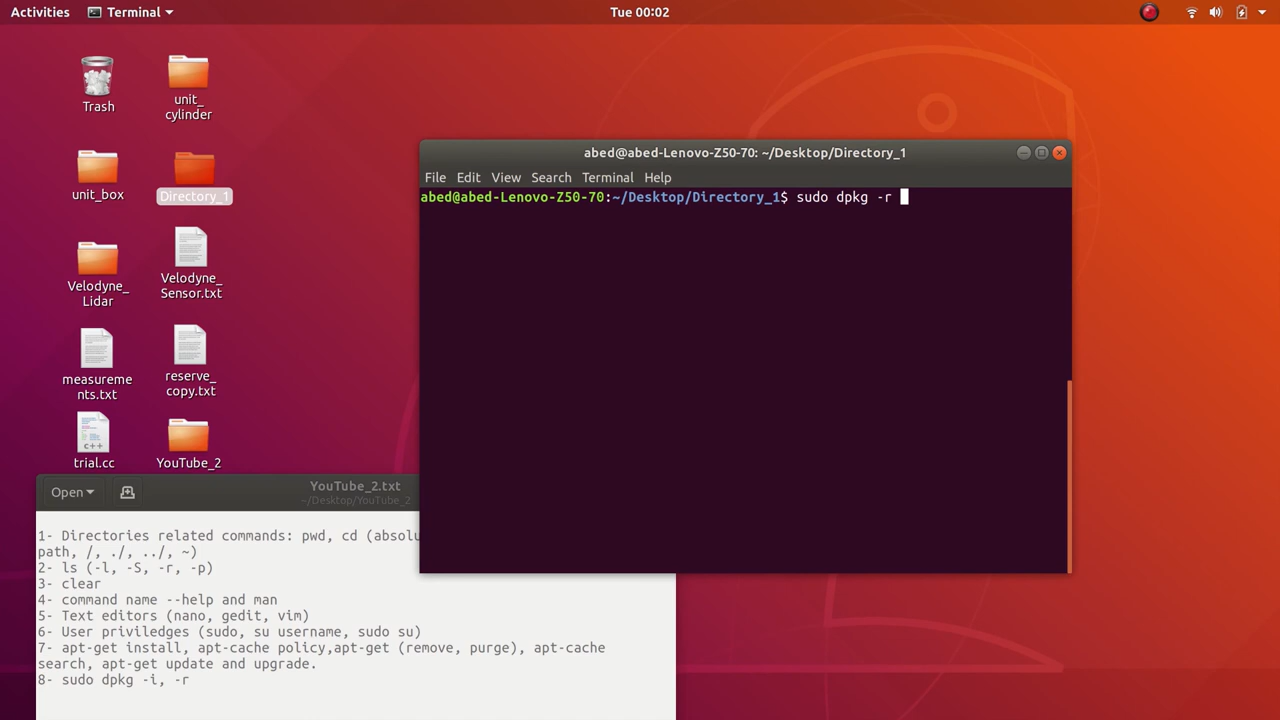 Activities
Terminal
Tue 00:02
Trash
unit_
cylinder
unit_box
Directory_1
Velodyne_
Lidar
Velodyne_
Sensor.txt
measureme
nts.txt
reserve_
copy.txt
c++
trial.cc
YouTube_2
abed@abed-Lenovo-Z50-70: ~/Desktop/Directory_1
File Edit View Search Terminal Help
abed@abed-Lenovo-Z50-70:~/Desktop/Directory_1$ sudo dpkg -r
Open
YouTube_2.txt
~/Desktop/YouTube_2
1- Directories related commands: pwd, cd (absolu
path, /, ./, ../, ~)
2- ls (-l, -S, -r, -p)
3- clear
4- command name --help and man
5- Text editors (nano, gedit, vim)
6- User priviledges (sudo, su username, sudo su)
7- apt-get install, apt-cache policy,apt-get (remove, purge), apt-cache
search, apt-get update and upgrade.
8- sudo dpkg -i, -r